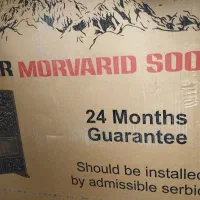 R MORVARID SOO
24 Months
Guarantee
Should be installed
by admissible serbic